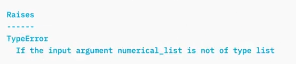 Raises
------
TypeError
If the input argument numerical_list is not of type list